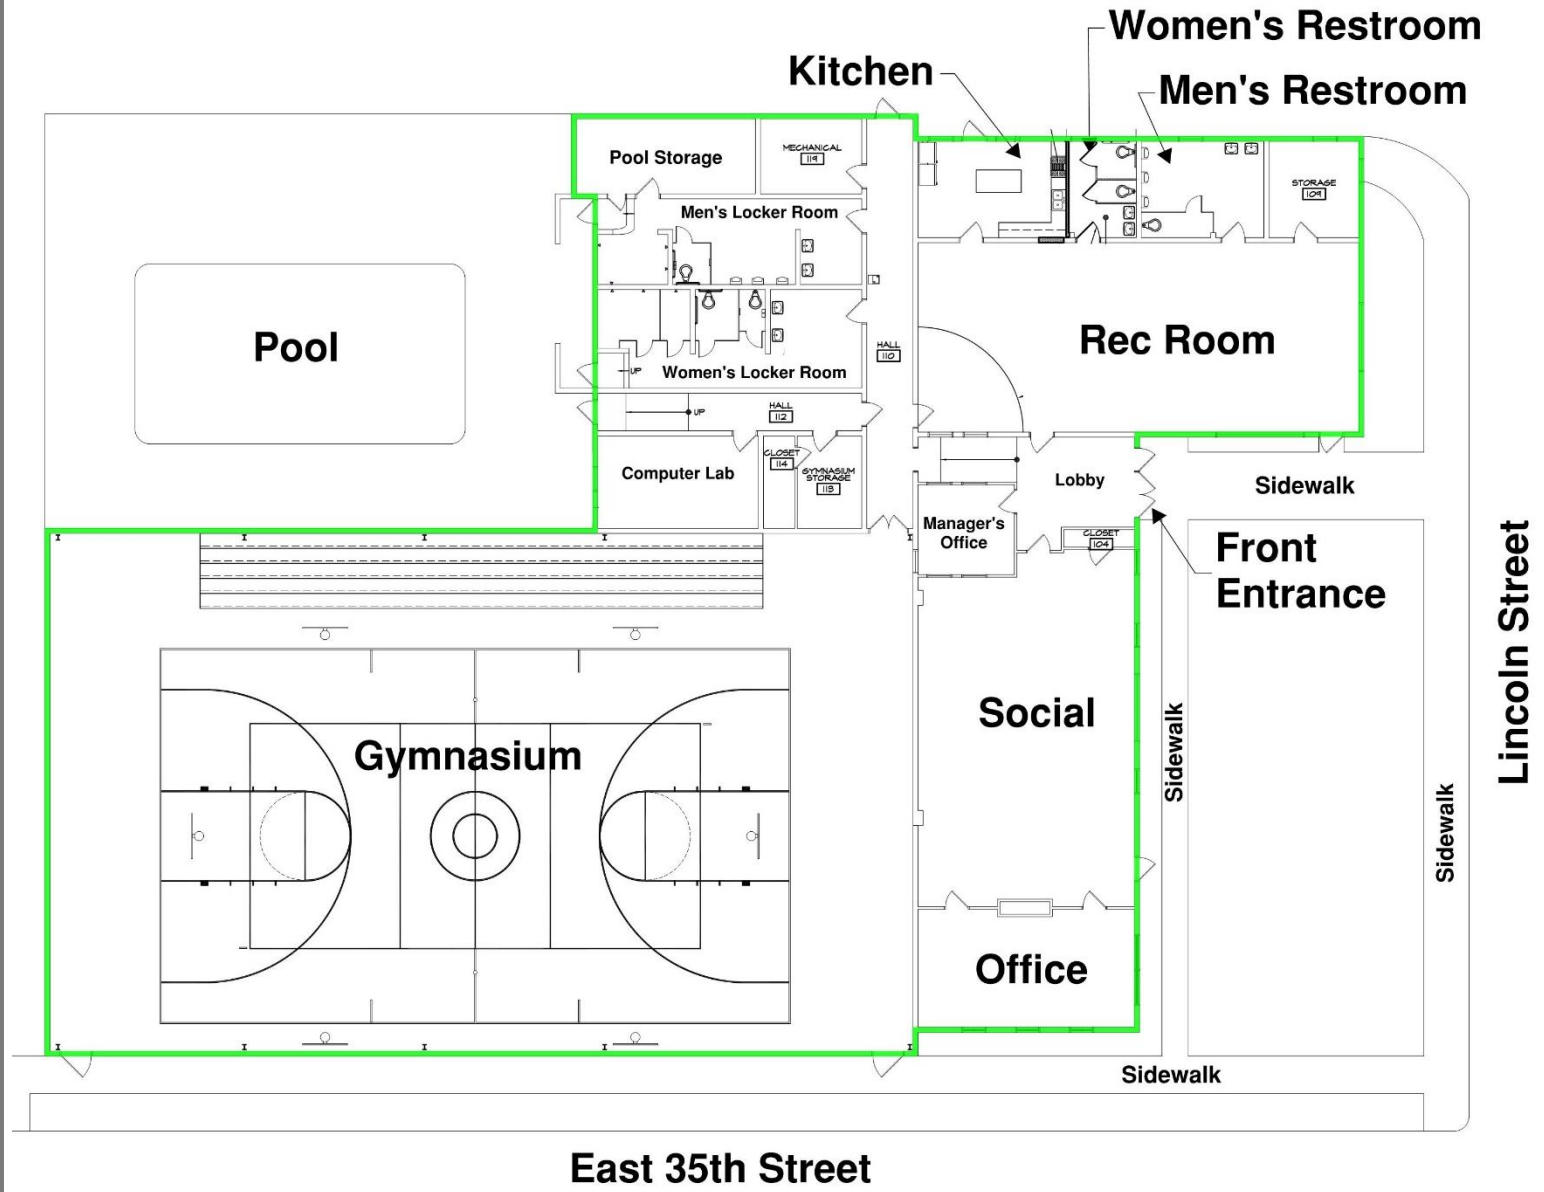 Women's Restroom
Kitchen
Men's Restroom
Pool Storage
MECHANICAL
119
STORAGE
109
Men's Locker Room
Pool
HALL
110
Rec Room
UP
Women's Locker Room
HALL
112
UP
Computer Lab
CLOSET
114
GYMNASIUM
STORAGE
113
Lobby
Sidewalk
Manager's
Office
CLOSET
104
Front
Entrance
Lincoln Street
Social
Sidewalk
Gymnasium
Sidewalk
Office
Sidewalk
East 35th Street